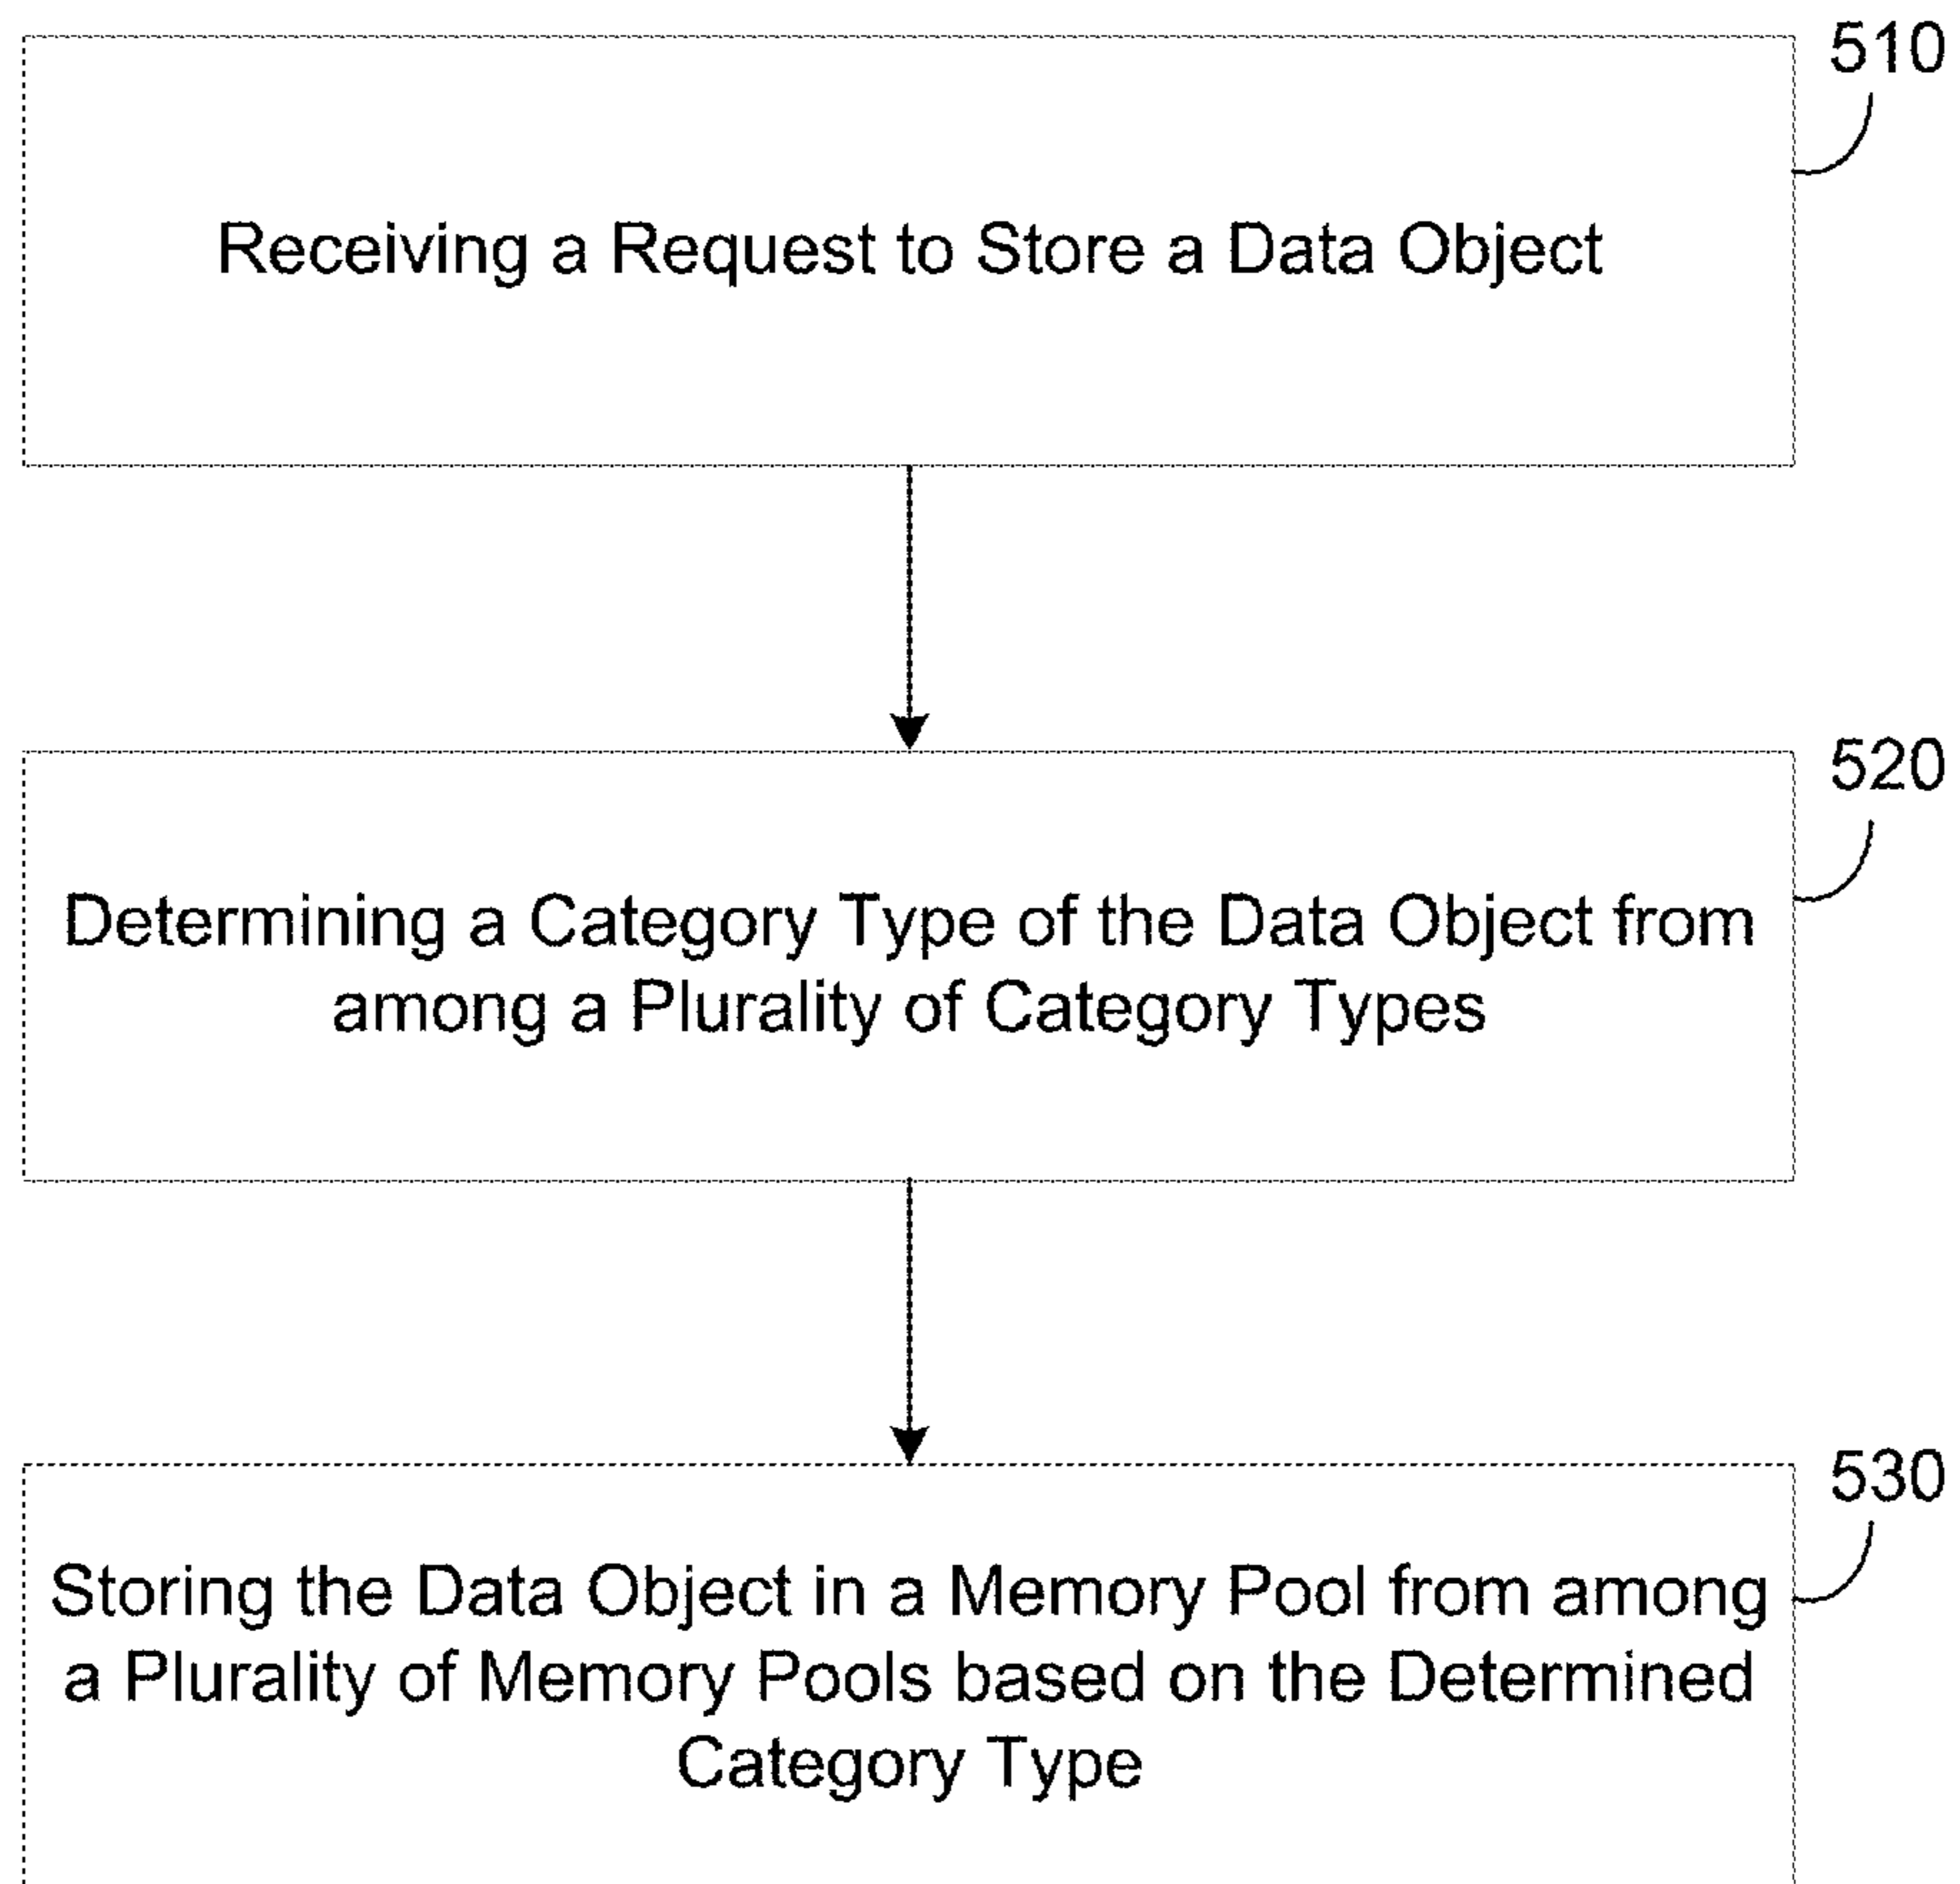 510
Receiving a Request to Store a Data Object
520
Determining a Category Type of the Data Object from
among a Plurality of Category Types
530
Storing the Data Object in a Memory Pool from among
a Plurality of Memory Pools based on the Determined
Category Type